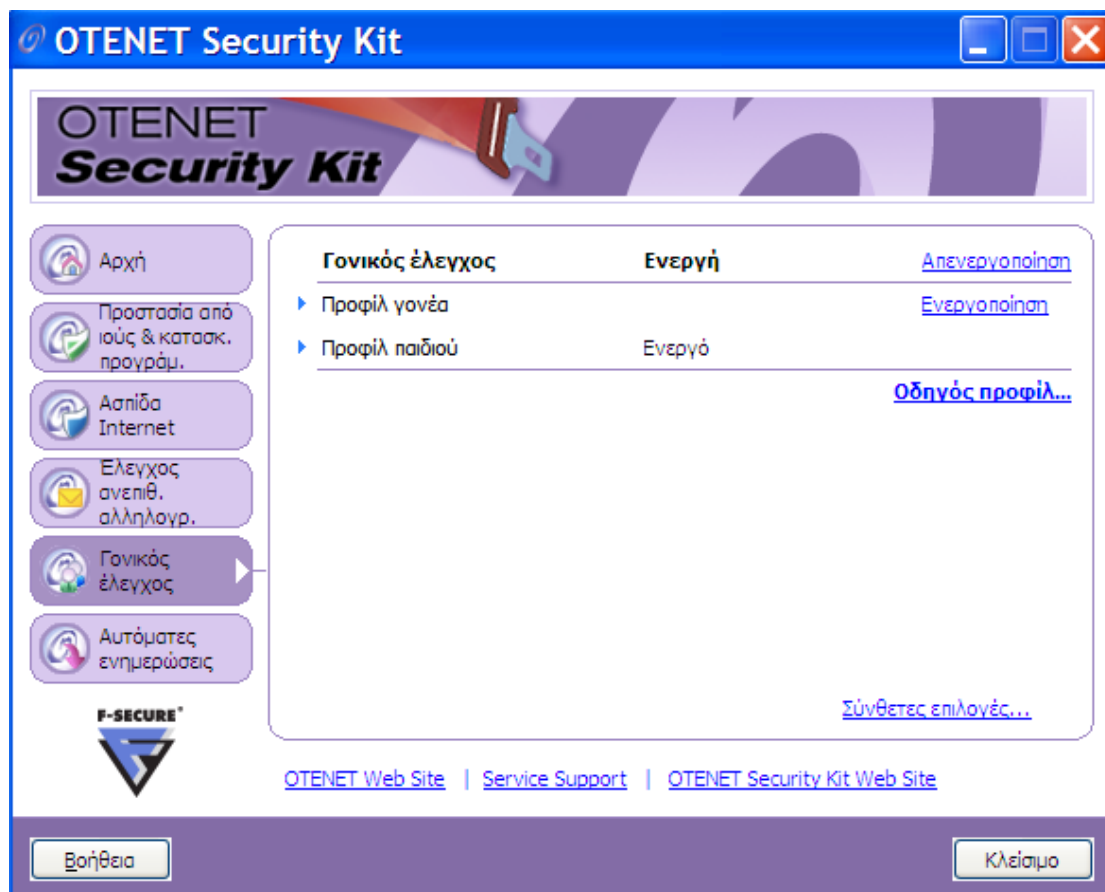 OTENET Security Kit
OTENET
Security Kit
Αρχή
Προστασία από
ιούς & κατασκ.
προγράμ.
Ασπίδα
Internet
Έλεγχος
ανεπιθ.
αλληλογρ.
Γονικός
έλεγχος
Αυτόματες
ενημερώσεις
F-SECURE®
Γονικός έλεγχος Ενεργή Απενεργοποίηση
Προφίλ γονέα Ενεργοποίηση
Προφίλ παιδιού Ενεργό
Οδηγός προφίλ...
Σύνθετες επιλογές...
OTENET Web Site | Service Support | OTENET Security Kit Web Site
Βοήθεια Κλείσιμο